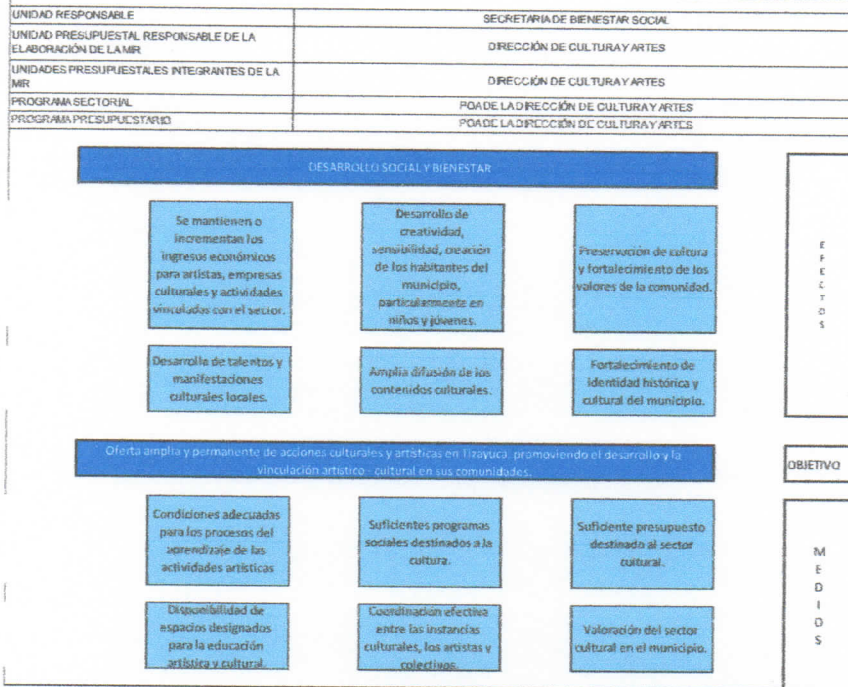 UNIDAD RESPONSABLE
SECRETARIA DE BIENESTAR SOCIAL
UNIDAD PRESUPUESTAL RESPONSABLE DE LA
ELABORACIÓN DE LA MIR
DIRECCIÓN DE CULTURA Y ARTES
UNIDADES PRESUPUESTALES INTEGRANTES DE LA
MIR
DIRECCIÓN DE CULTURA Y ARTES
PROGRAMA SECTORIAL
POA DE LA DIRECCIÓN DE CULTURA Y ARTES
PROGRAMA PRESUPUESTARIO
POA DE LA DIRECCIÓN DE CULTURA Y ARTES
DESARROLLO SOCIAL Y BIENESTAR
Se mantienen o
incrementan los
ingresos económicos
para artistas, empresas
culturales y actividades
vinculadas con el sector.
Desarrollo de
creatividad,
sensibilidad, creación
de los habitantes del
municipio,
particularmente en
niños y jóvenes.
Preservación de cultura
y fortalecimiento de los
valores de la comunidad.
Desarrollo de talentos y
manifestaciones
culturales locales.
Amplia difusión de los
contenidos culturales.
Fortalecimiento de
identidad histórica y
cultural del municipio.
EFECTOS
Oferta amplia y permanente de acciones culturales y artísticas en Tizayuca, promoviendo el desarrollo y la
vinculación artístico - cultural en sus comunidades.
OBJETIVO
Condiciones adecuadas
para los procesos del
aprendizaje de las
actividades artísticas
Suficientes programas
sociales destinados a la
cultura.
Suficiente presupuesto
destinado al sector
cultural.
Disponibilidad de
espacios designados
para la educación
artística y cultural.
Coordinación efectiva
entre las instancias
culturales, los artistas y
colectivos.
Valoración del sector
cultural en el municipio.
MEDIOS